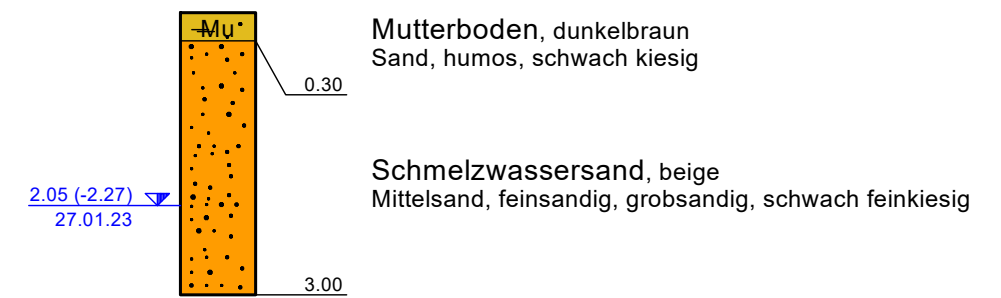 Mu
Mutterboden, dunkelbraun
Sand, humos, schwach kiesig
0.30
Schmelzwassersand, beige
Mittelsand, feinsandig, grobsandig, schwach feinkiesig
2.05 (-2.27)
27.01.23
3.00